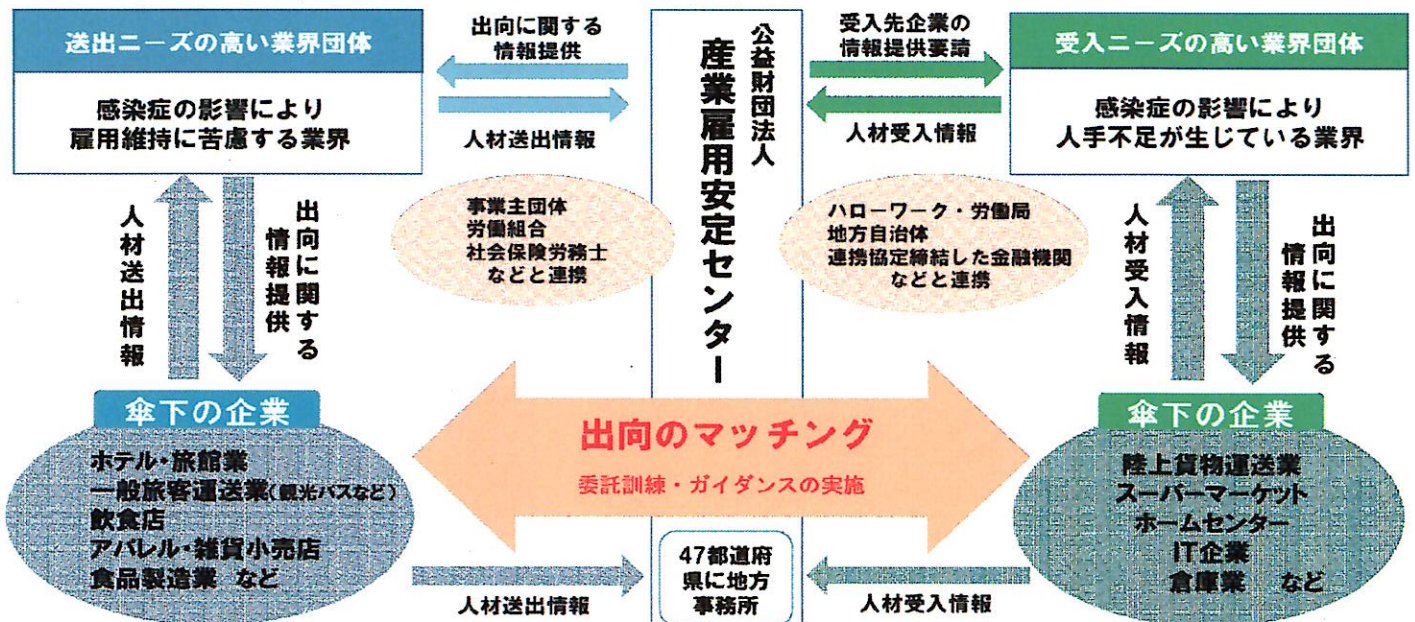 送出ニーズの高い業界団体
感染症の影響により
雇用維持に苦慮する業界
出向に関する
情報提供
人材送出情報
公益財団法人
産業雇用安定センター
受入先企業の
情報提供要請
人材受入情報
受入ニーズの高い業界団体
感染症の影響により
人手不足が生じている業界
事業主団体
労働組合
社会保険労務士
などと連携
ハローワーク・労働局
地方自治体
連携協定締結した金融機関
などと連携
人材送出情報
出向に関する
情報提供
人材受入情報
出向に関する
情報提供
傘下の企業
ホテル・旅館業
一般旅客運送業(観光バスなど)
飲食店
アパレル・雑貨小売店
食品製造業 など
出向のマッチング
委託訓練・ガイダンスの実施
傘下の企業
陸上貨物運送業
スーパーマーケット
ホームセンター
IT企業
倉庫業 など
人材送出情報
47都道府
県に地方
事務所
人材受入情報